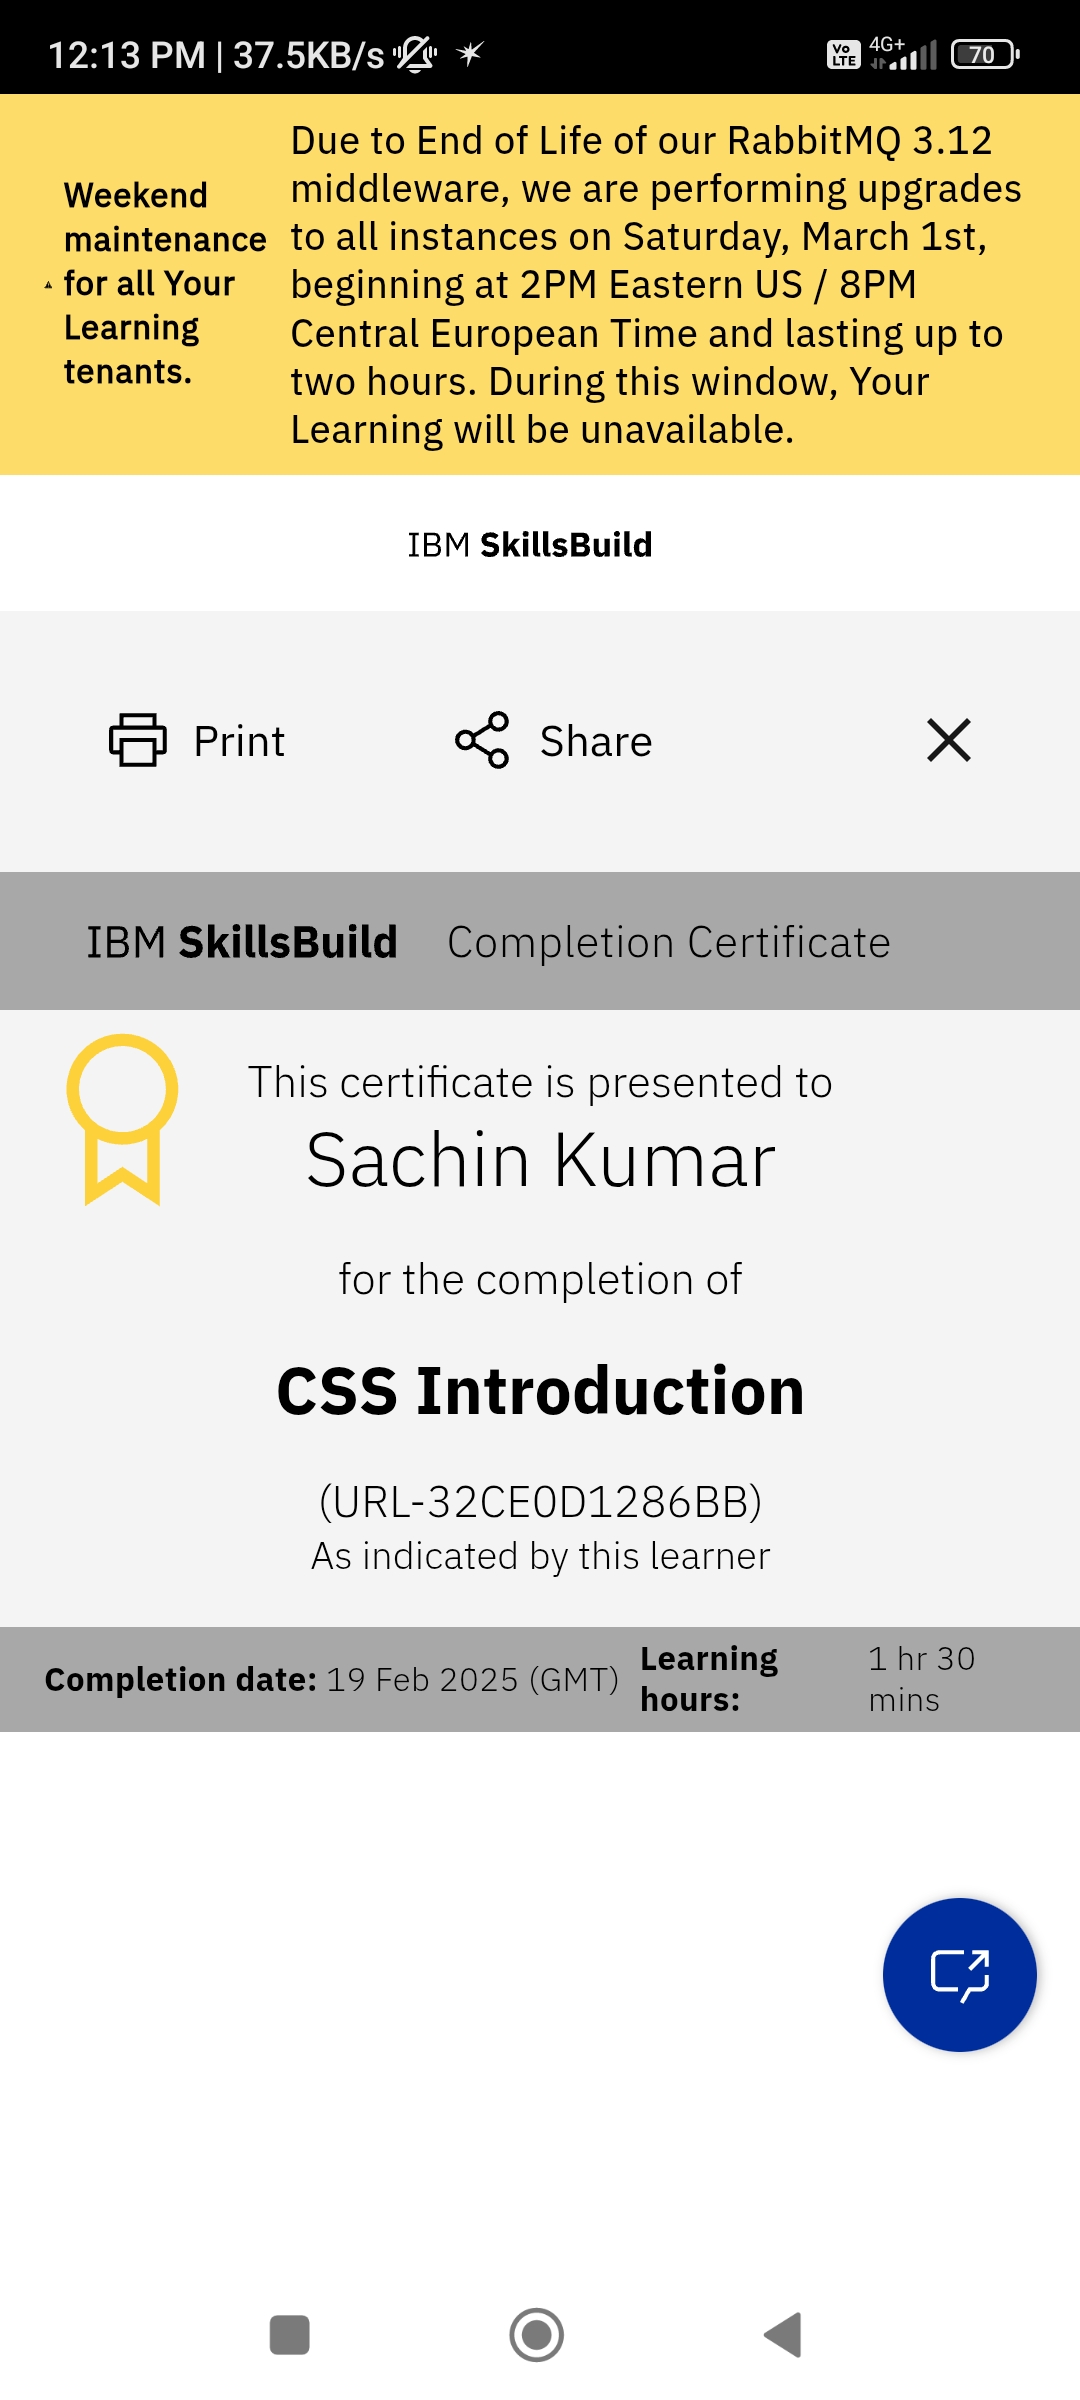 12:13 PM | 37.5KB/s
Vo LTE 4G+ 70
Weekend
maintenance
for all Your
Learning
tenants.
Due to End of Life of our RabbitMQ 3.12
middleware, we are performing upgrades
to all instances on Saturday, March 1st,
beginning at 2PM Eastern US / 8PM
Central European Time and lasting up to
two hours. During this window, Your
Learning will be unavailable.
IBM SkillsBuild
Print Share
IBM SkillsBuild Completion Certificate
This certificate is presented to
Sachin Kumar
for the completion of
CSS Introduction
(URL-32CE0D1286BB)
As indicated by this learner
Completion date: 19 Feb 2025 (GMT)
Learning
hours:
1 hr 30
mins